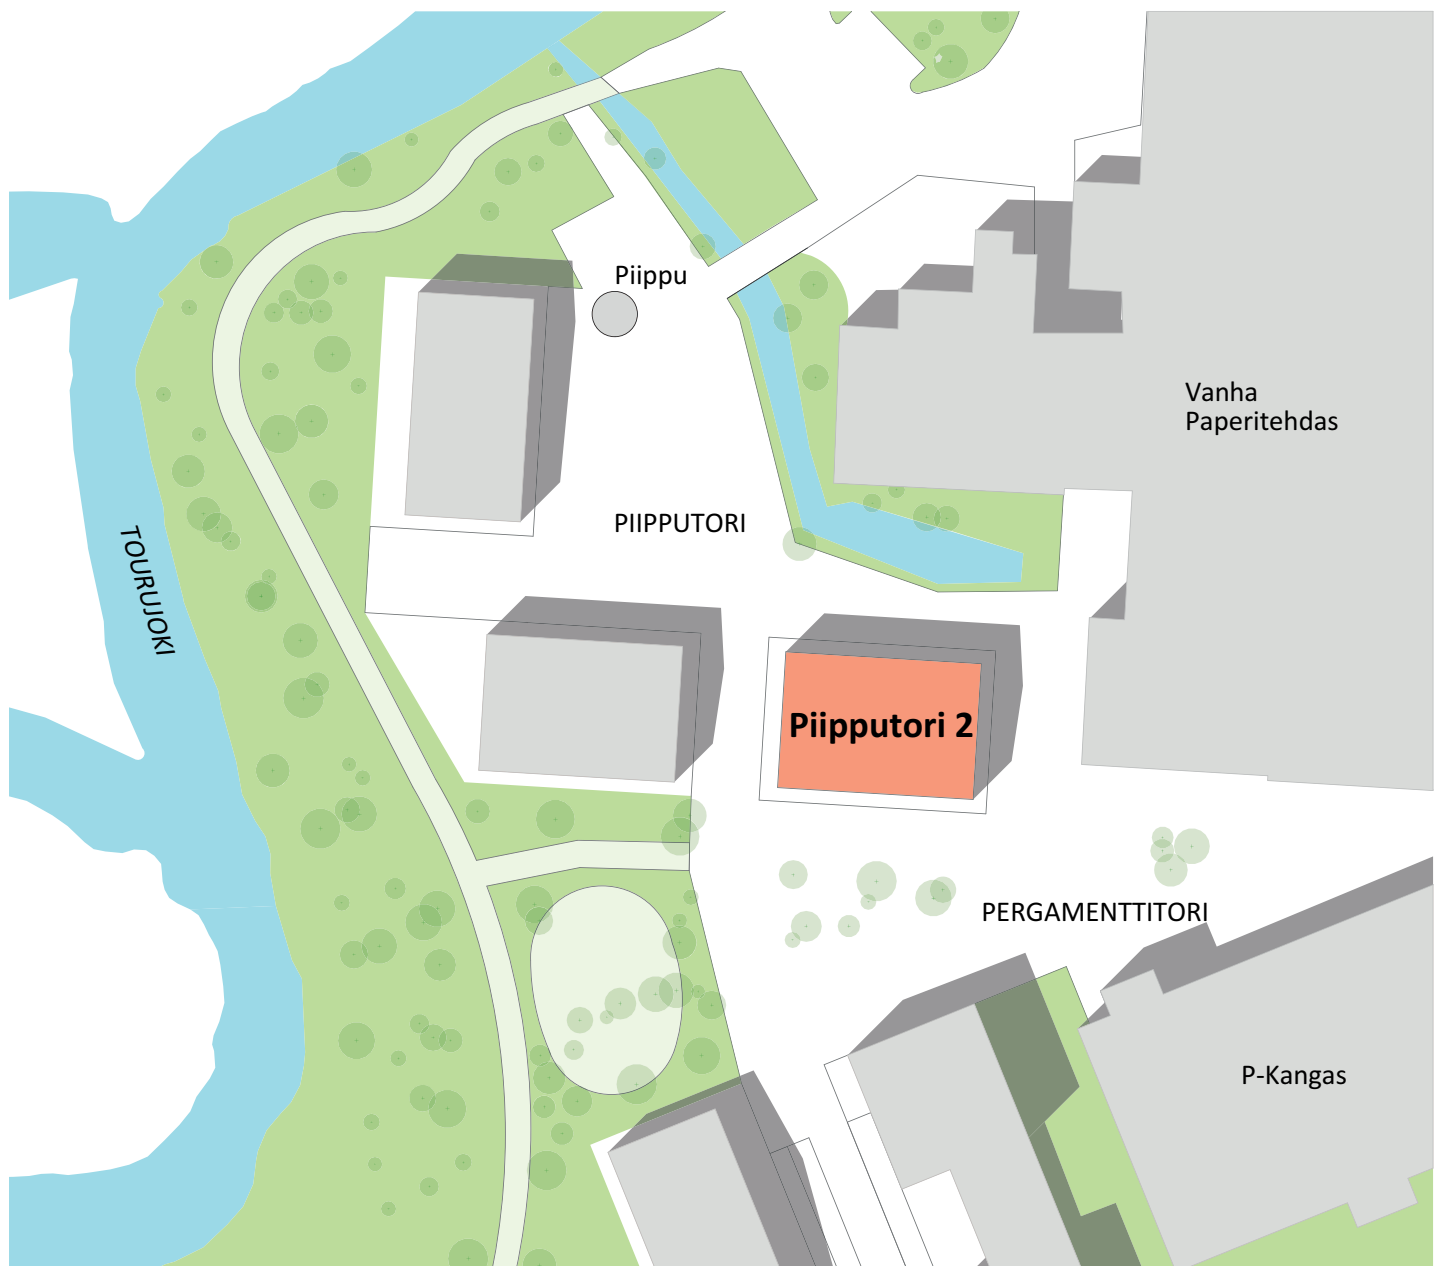 Piippu
Vanha
Paperitehdas
PIIPPUTORI
TOURUJOKI
Piipputori 2
PERGAMENTTITORI
P-Kangas